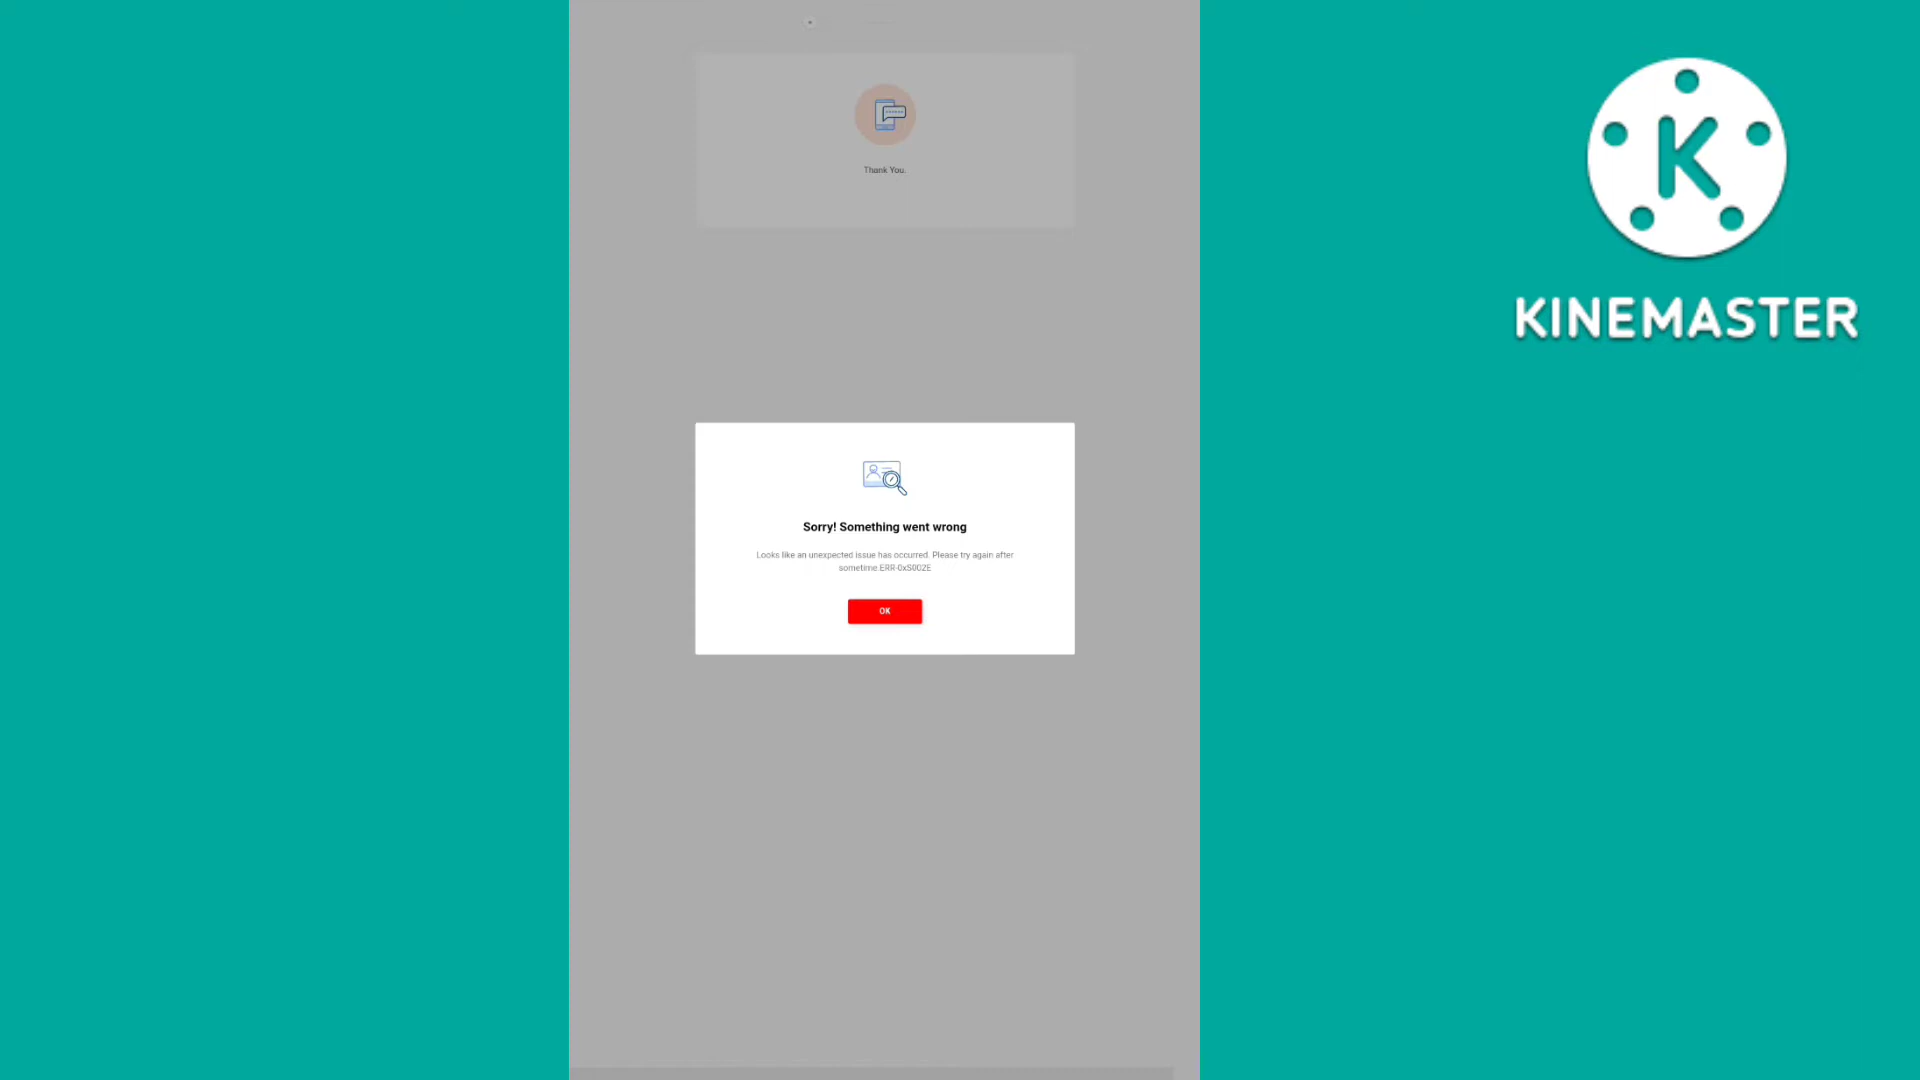 Thank You.
K
KINEMASTER
Sorry! Something went wrong
Looks like an unexpected issue has occurred. Please try again after
sometime.ERR-0xS002E
OK